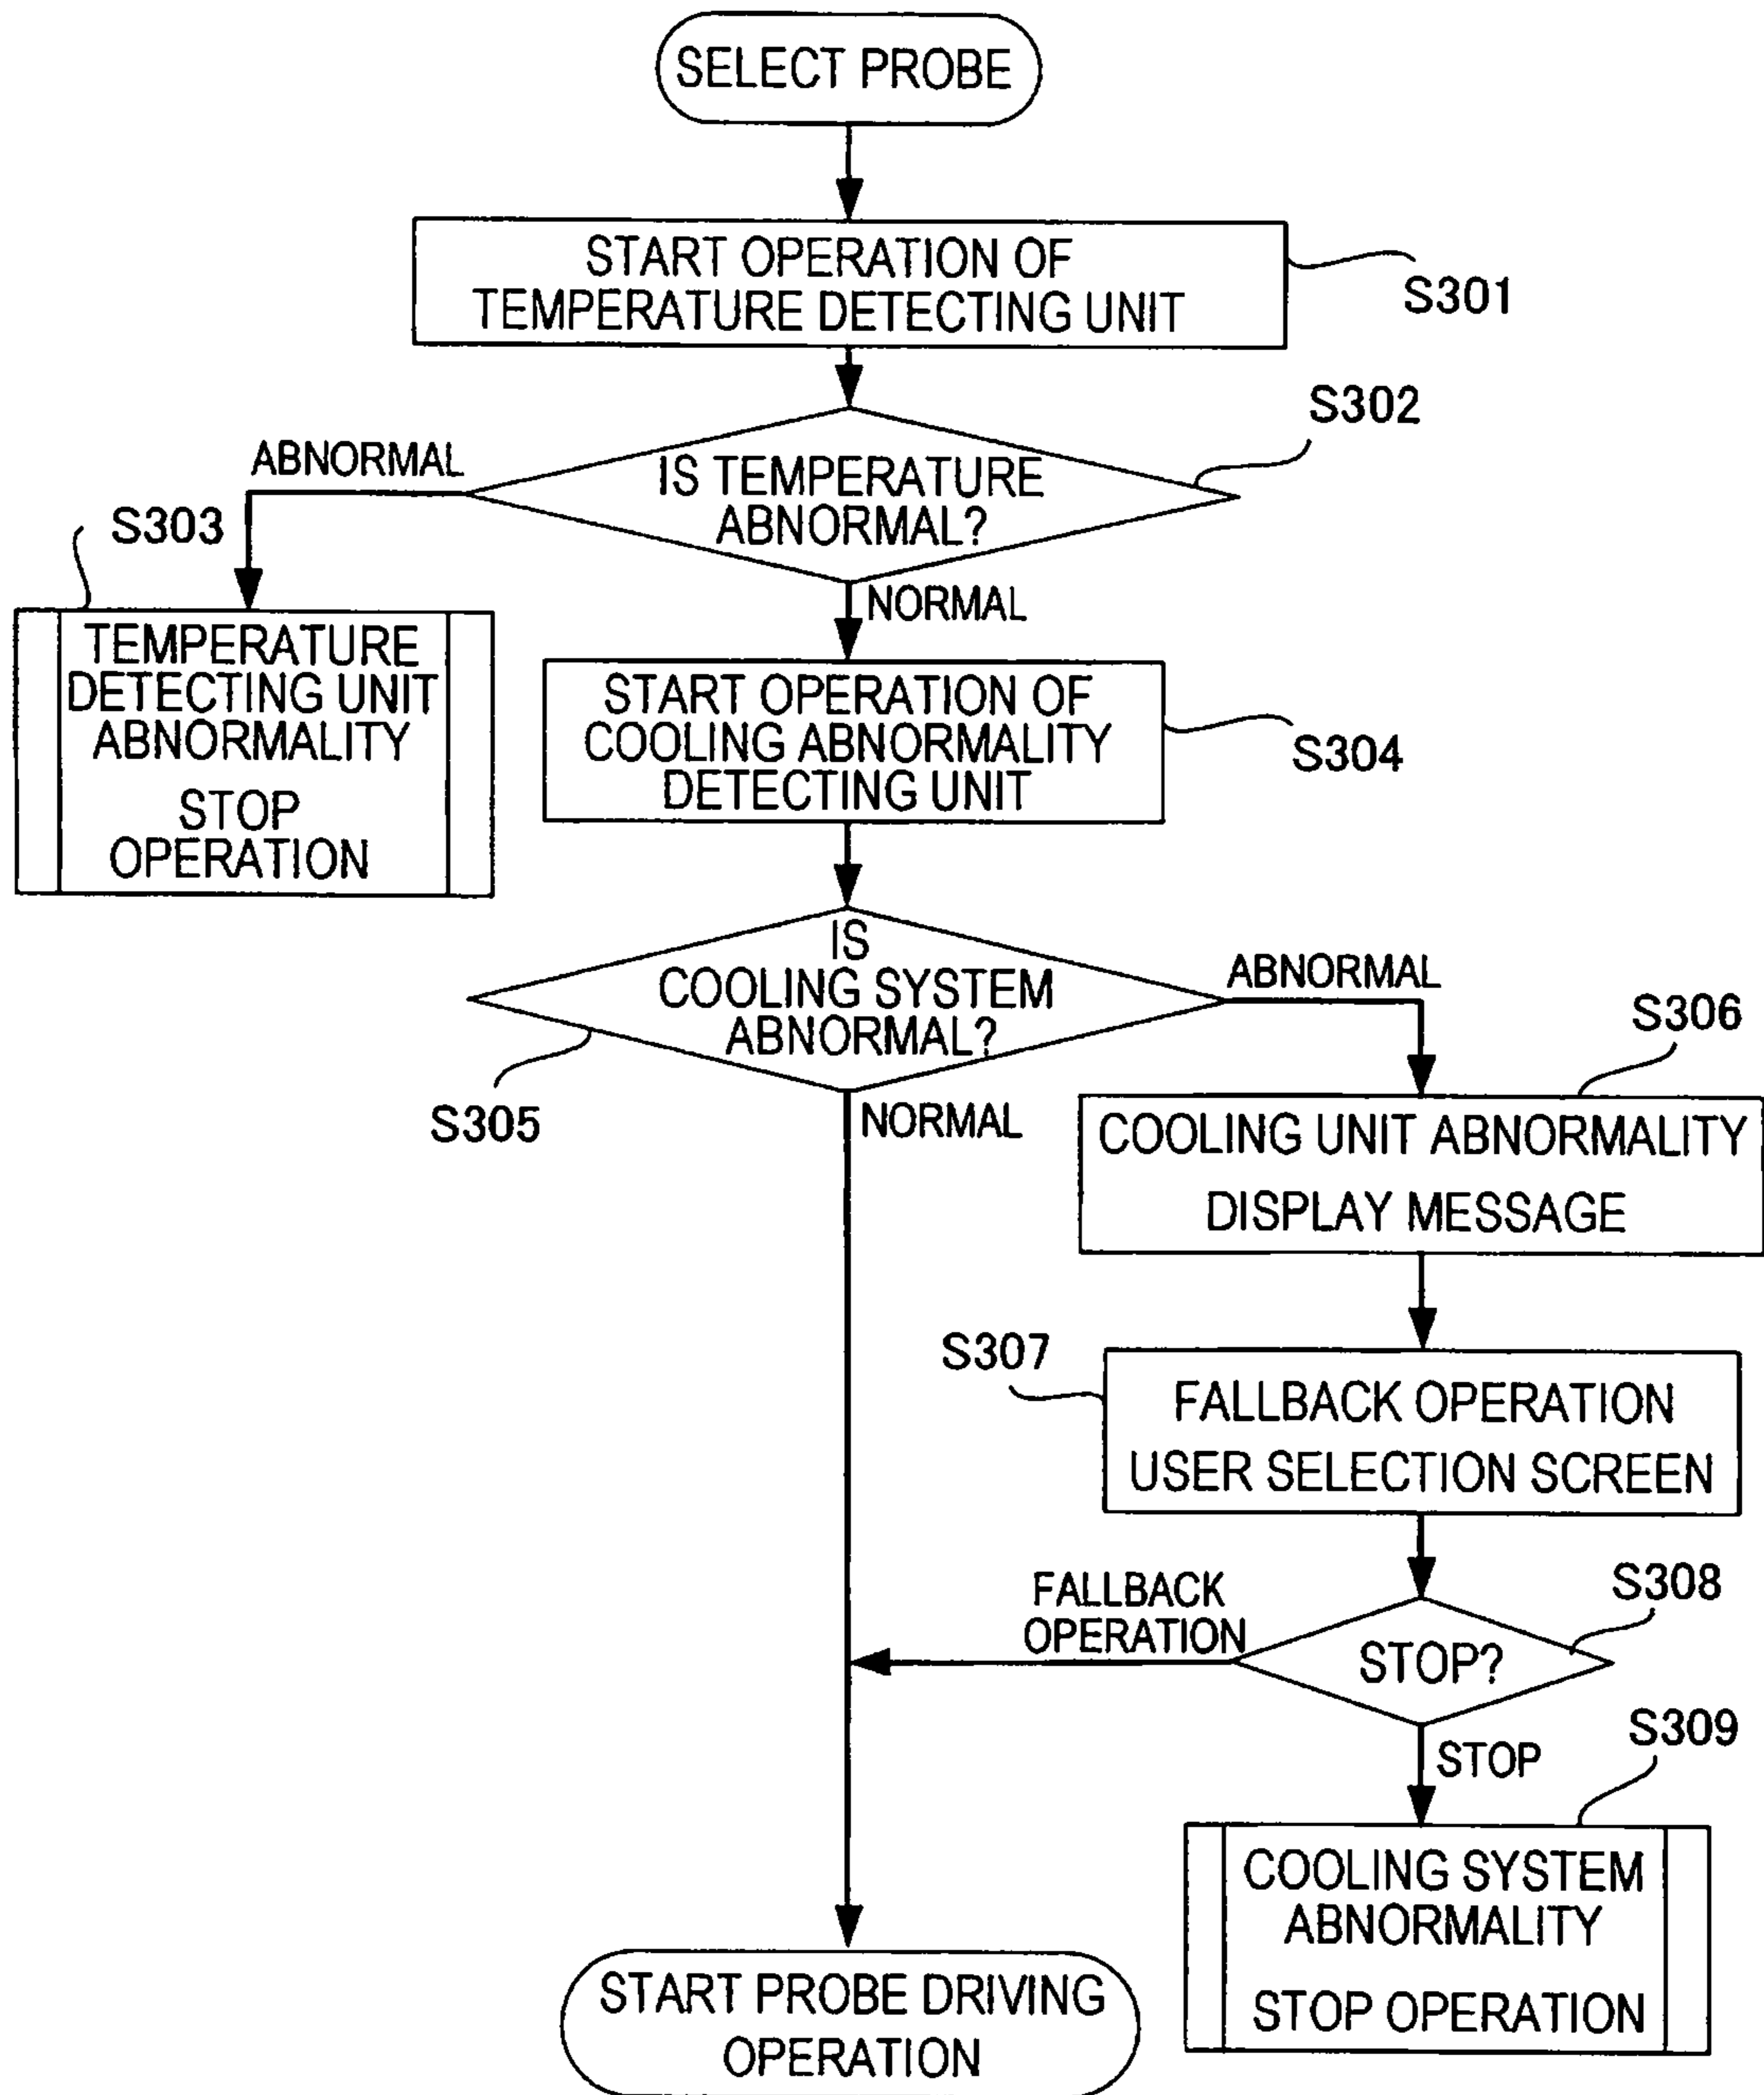 SELECT PROBE
START OPERATION OF
TEMPERATURE DETECTING UNIT
S301
S302
ABNORMAL
IS TEMPERATURE
ABNORMAL?
S303
NORMAL
TEMPERATURE
DETECTING UNIT
ABNORMALITY
STOP
OPERATION
START OPERATION OF
COOLING ABNORMALITY
DETECTING UNIT
S304
IS
COOLING SYSTEM
ABNORMAL?
ABNORMAL
S305
NORMAL
S306
COOLING UNIT ABNORMALITY
DISPLAY MESSAGE
S307
FALLBACK OPERATION
USER SELECTION SCREEN
FALLBACK
OPERATION
S308
STOP?
STOP
S309
COOLING SYSTEM
ABNORMALITY
STOP OPERATION
START PROBE DRIVING
OPERATION